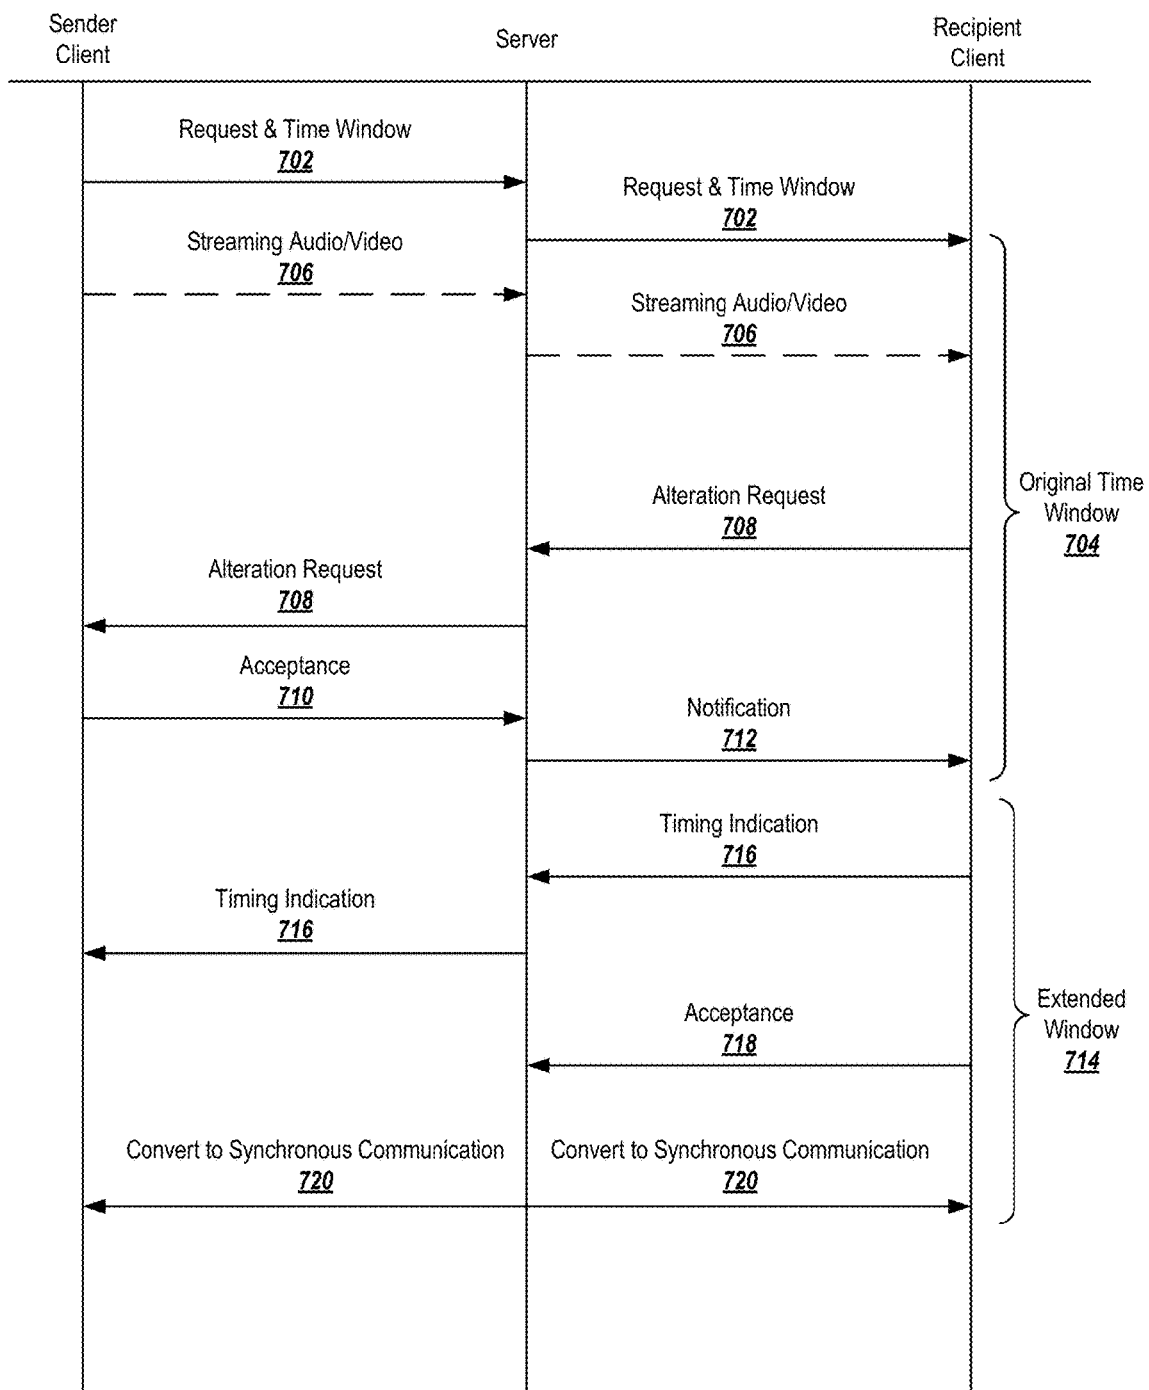 Sender
Client
Server
Recipient
Client
Request & Time Window
702
Request & Time Window
702
Streaming Audio/Video
706
Streaming Audio/Video
706
Original Time
Window
704
Alteration Request
708
Alteration Request
708
Acceptance
710
Notification
712
Timing Indication
716
Timing Indication
716
Extended
Window
714
Acceptance
718
Convert to Synchronous Communication
720
Convert to Synchronous Communication
720